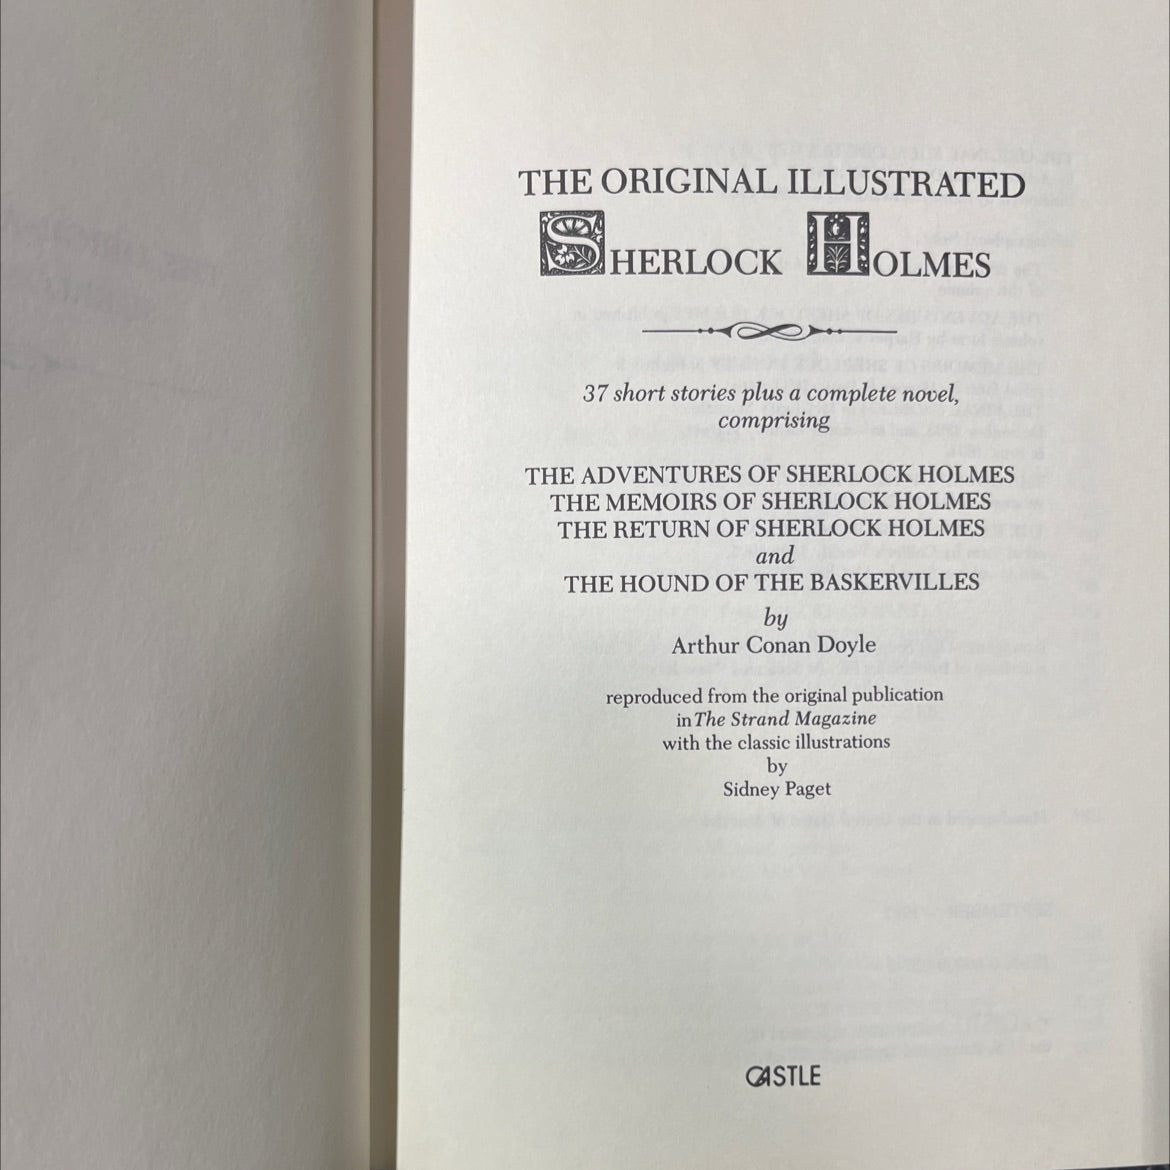 THE ORIGINAL ILLUSTRATED
SHERLOCK HOLMES
37 short stories plus a complete novel,
comprising
THE ADVENTURES OF SHERLOCK HOLMES
THE MEMOIRS OF SHERLOCK HOLMES
THE RETURN OF SHERLOCK HOLMES
and
THE HOUND OF THE BASKERVILLES
by
Arthur Conan Doyle
reproduced from the original publication
in The Strand Magazine
with the classic illustrations
by
Sidney Paget
CASTLE